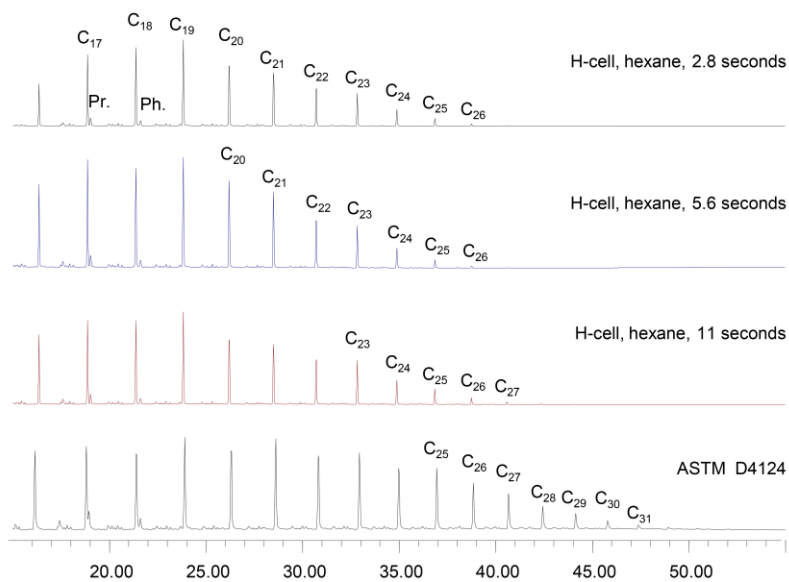 C17 C18 C19 C20 C21 C22 C23 C24 C25 C26
Pr. Ph.
H-cell, hexane, 2.8 seconds
C20 C21 C22 C23 C24 C25 C26
H-cell, hexane, 5.6 seconds
C23 C24 C25 C26 C27
H-cell, hexane, 11 seconds
C25 C26 C27 C28 C29 C30 C31
ASTM D4124
20.00 25.00 30.00 35.00 40.00 45.00 50.00